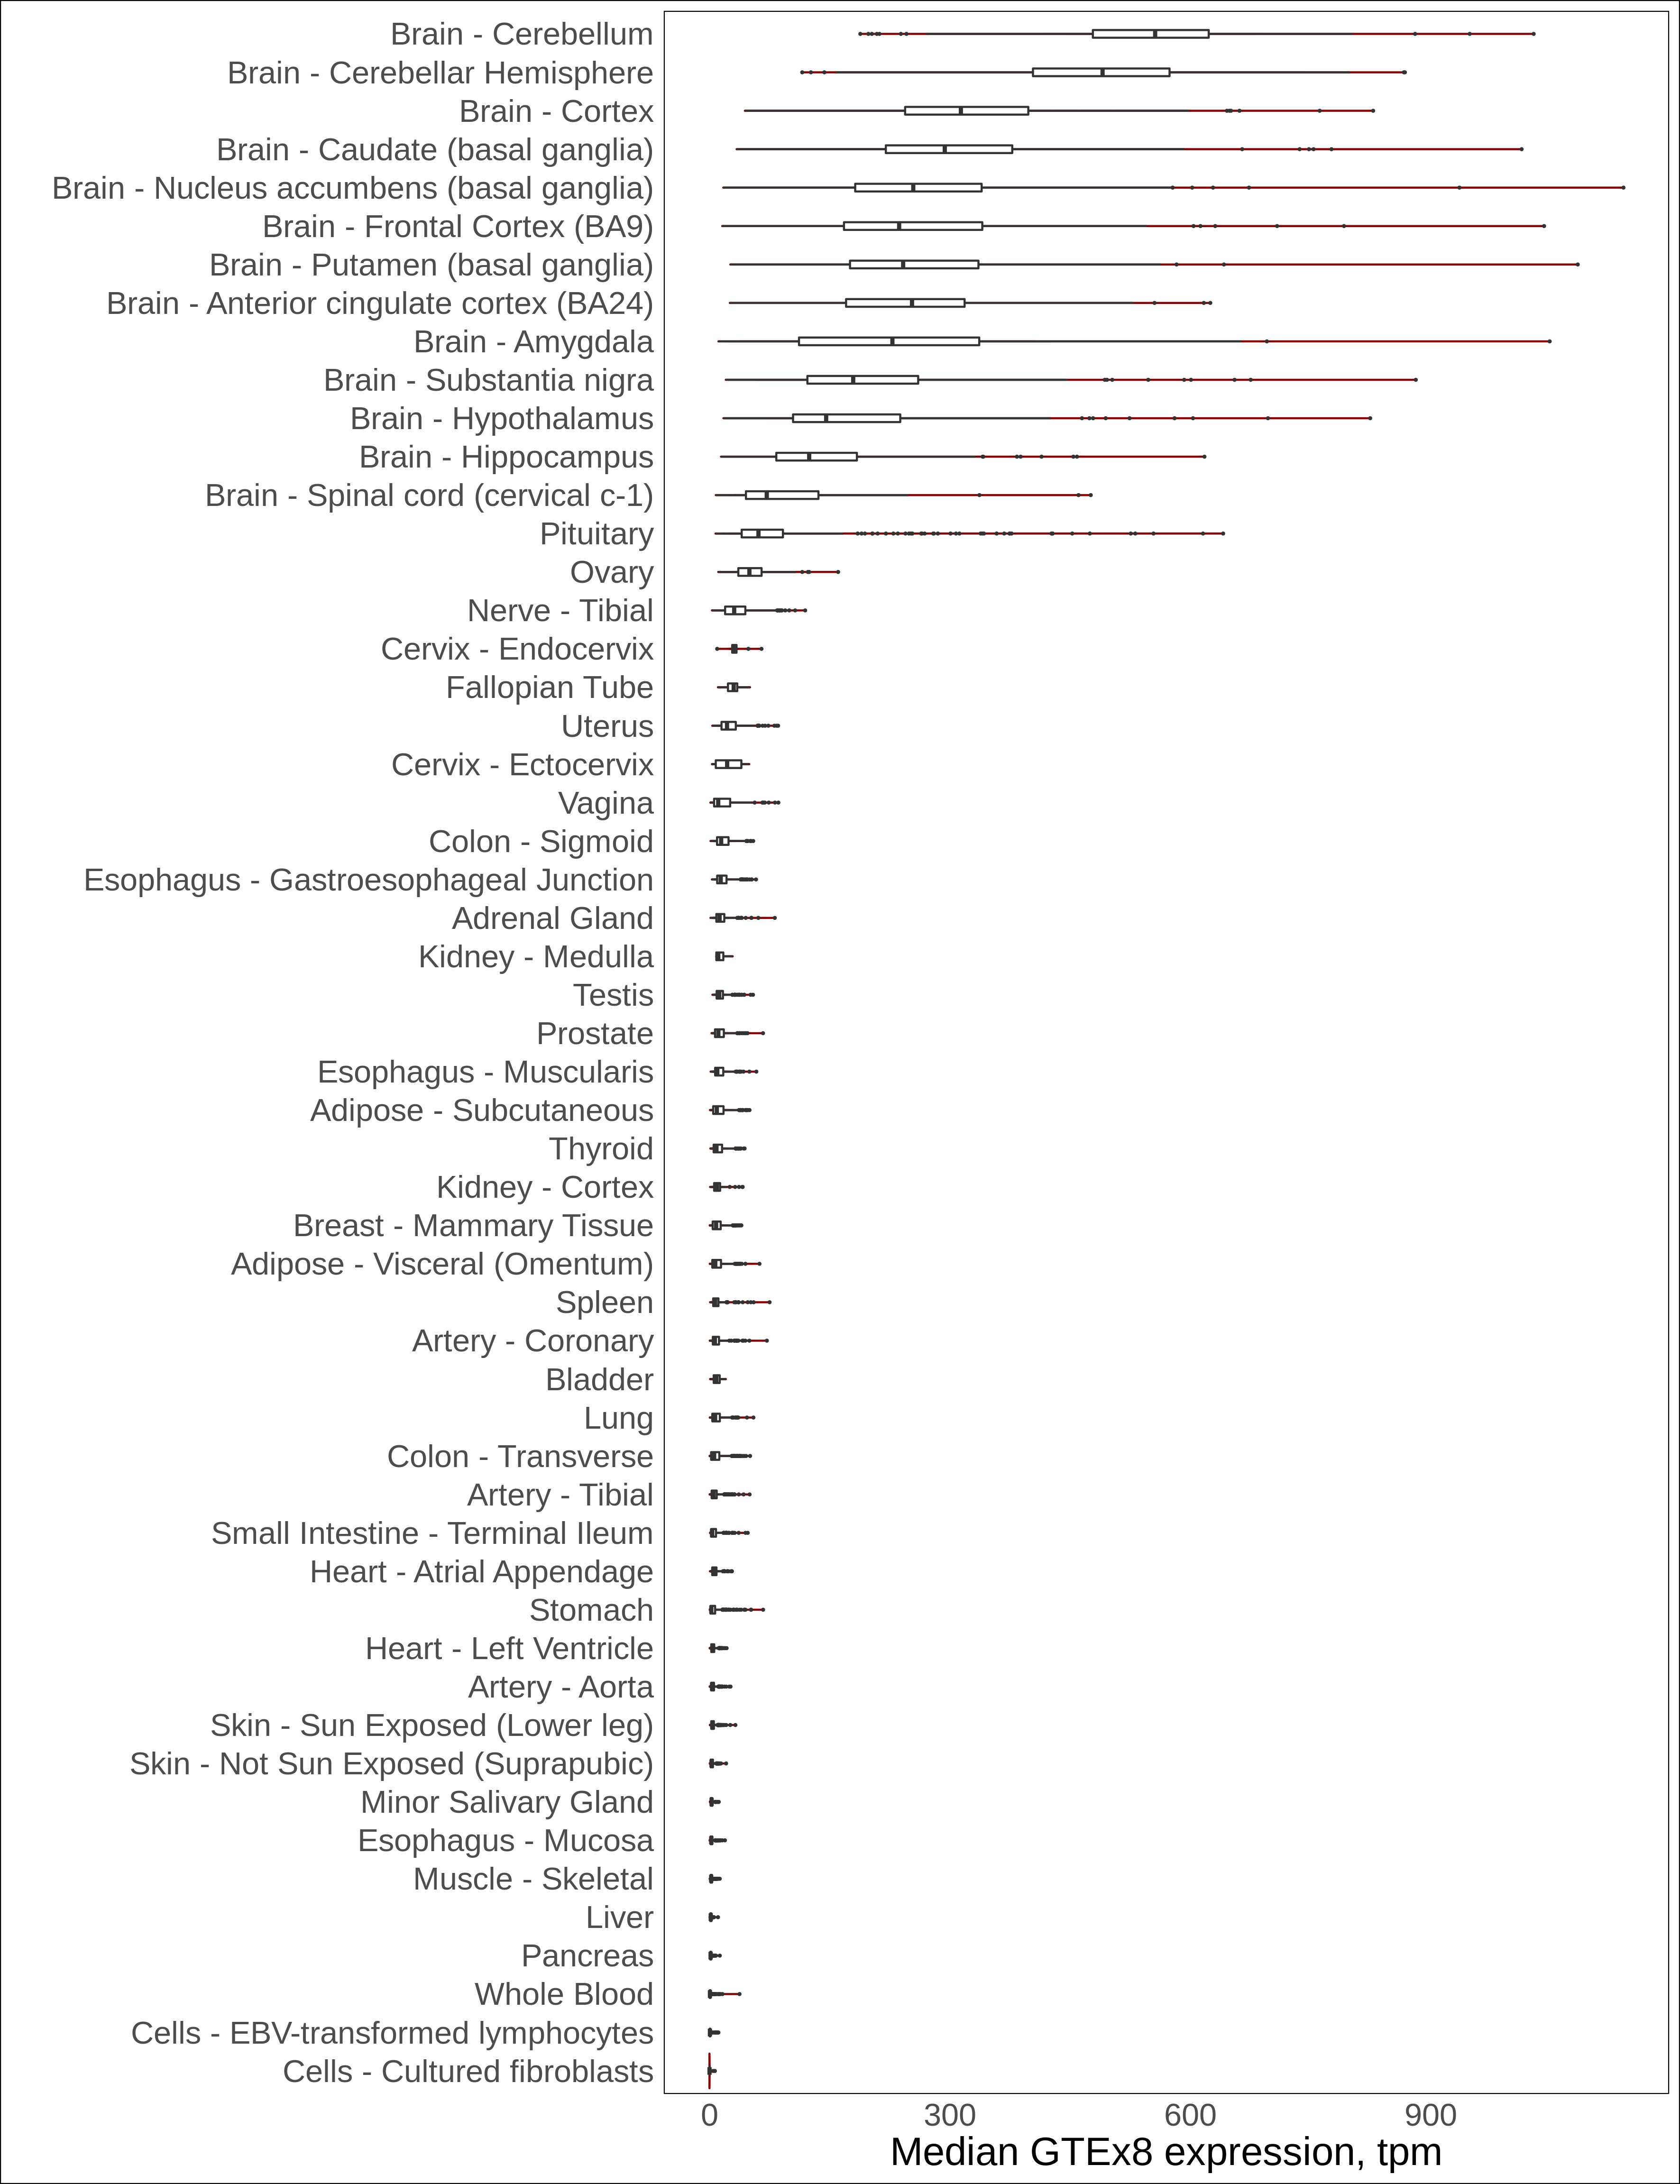 Brain - Cerebellum
Brain - Cerebellar Hemisphere
Brain - Cortex
Brain - Caudate (basal ganglia)
Brain - Nucleus accumbens (basal ganglia)
Brain - Frontal Cortex (BA9)
Brain - Putamen (basal ganglia)
Brain - Anterior cingulate cortex (BA24)
Brain - Amygdala
Brain - Substantia nigra
Brain - Hypothalamus
Brain - Hippocampus
Brain - Spinal cord (cervical c-1)
Pituitary
Ovary
Nerve - Tibial
Cervix - Endocervix
Fallopian Tube
Uterus
Cervix - Ectocervix
Vagina
Colon - Sigmoid
Esophagus - Gastroesophageal Junction
Adrenal Gland
Kidney - Medulla
Testis
Prostate
Esophagus - Muscularis
Adipose - Subcutaneous
Thyroid
Kidney - Cortex
Breast - Mammary Tissue
Adipose - Visceral (Omentum)
Spleen
Artery - Coronary
Bladder
Lung
Colon - Transverse
Artery - Tibial
Small Intestine - Terminal Ileum
Heart - Atrial Appendage
Stomach
Heart - Left Ventricle
Artery - Aorta
Skin - Sun Exposed (Lower leg)
Skin - Not Sun Exposed (Suprapubic)
Minor Salivary Gland
Esophagus - Mucosa
Muscle - Skeletal
Liver
Pancreas
Whole Blood
Cells - EBV-transformed lymphocytes
Cells - Cultured fibroblasts
0 300 600 900
Median GTEx8 expression, tpm